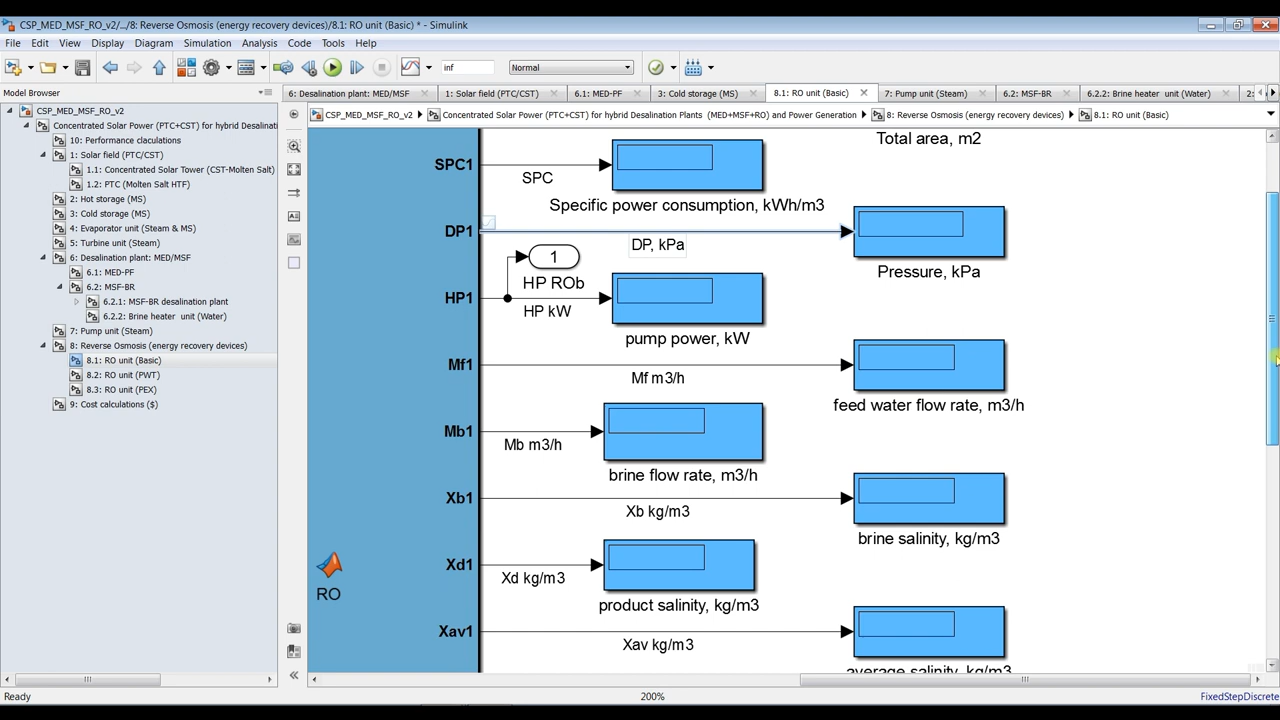 CSP_MED_MSF_RO_v2/.../8: Reverse Osmosis (energy recovery devices)/8.1: RO unit (Basic) * - Simulink
File Edit View Display Diagram Simulation Analysis Code Tools Help
inf Normal
Model Browser
6: Desalination plant: MED/MSF 1: Solar field (PTC/CST) 6.1: MED-PF 3: Cold storage (MS) 8.1: RO unit (Basic) 7: Pump unit (Steam) 6.2: MSF-BR 6.2.2: Brine heater unit (Water) 2:
CSP_MED_MSF_RO_v2 Concentrated Solar Power (PTC+CST) for hybrid Desalination Plants (MED+MSF+RO) and Power Generation 8: Reverse Osmosis (energy recovery devices) 8.1: RO unit (Basic)
CSP_MED_MSF_RO_v2
Concentrated Solar Power (PTC+CST) for hybrid Desalinati
10: Performance claculations
1: Solar field (PTC/CST)
1.1: Concentrated Solar Tower (CST-Molten Salt)
1.2: PTC (Molten Salt HTF)
2: Hot storage (MS)
3: Cold storage (MS)
4: Evaporator unit (Steam & MS)
5: Turbine unit (Steam)
6: Desalination plant: MED/MSF
6.1: MED-PF
6.2: MSF-BR
6.2.1: MSF-BR desalination plant
6.2.2: Brine heater unit (Water)
7: Pump unit (Steam)
8: Reverse Osmosis (energy recovery devices)
8.1: RO unit (Basic)
8.2: RO unit (PWT)
8.3: RO unit (PEX)
9: Cost calculations ($)
Total area, m2
SPC1
SPC
Specific power consumption, kWh/m3
DP1
DP, kPa
Pressure, kPa
1
HP ROb
HP1
HP kW
pump power, kW
Mf1
Mf m3/h
feed water flow rate, m3/h
Mb1
Mb m3/h
brine flow rate, m3/h
Xb1
Xb kg/m3
brine salinity, kg/m3
Xd1
Xd kg/m3
product salinity, kg/m3
RO
Xav1
Xav kg/m3
average salinity, kg/m3
Ready 200% FixedStepDiscrete